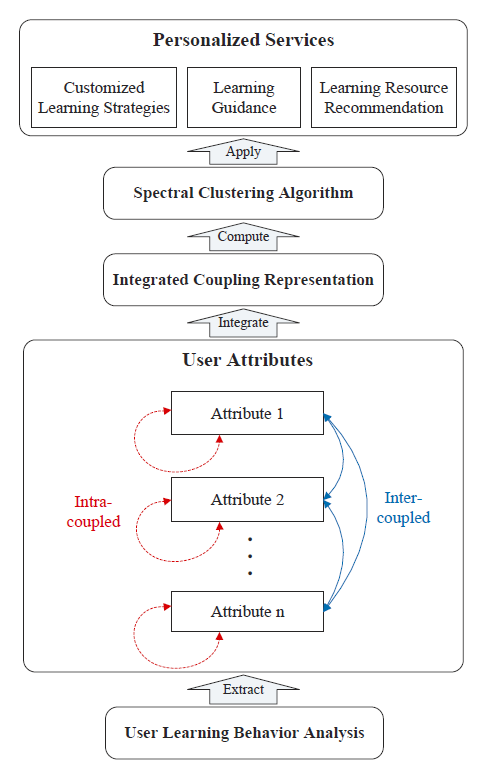 Personalized Services
Customized
Learning Strategies
Learning
Guidance
Learning Resource
Recommendation
Apply
Spectral Clustering Algorithm
Compute
Integrated Coupling Representation
Integrate
User Attributes
Attribute 1
Intra-
coupled
Attribute 2
Inter-
coupled
Attribute n
Extract
User Learning Behavior Analysis